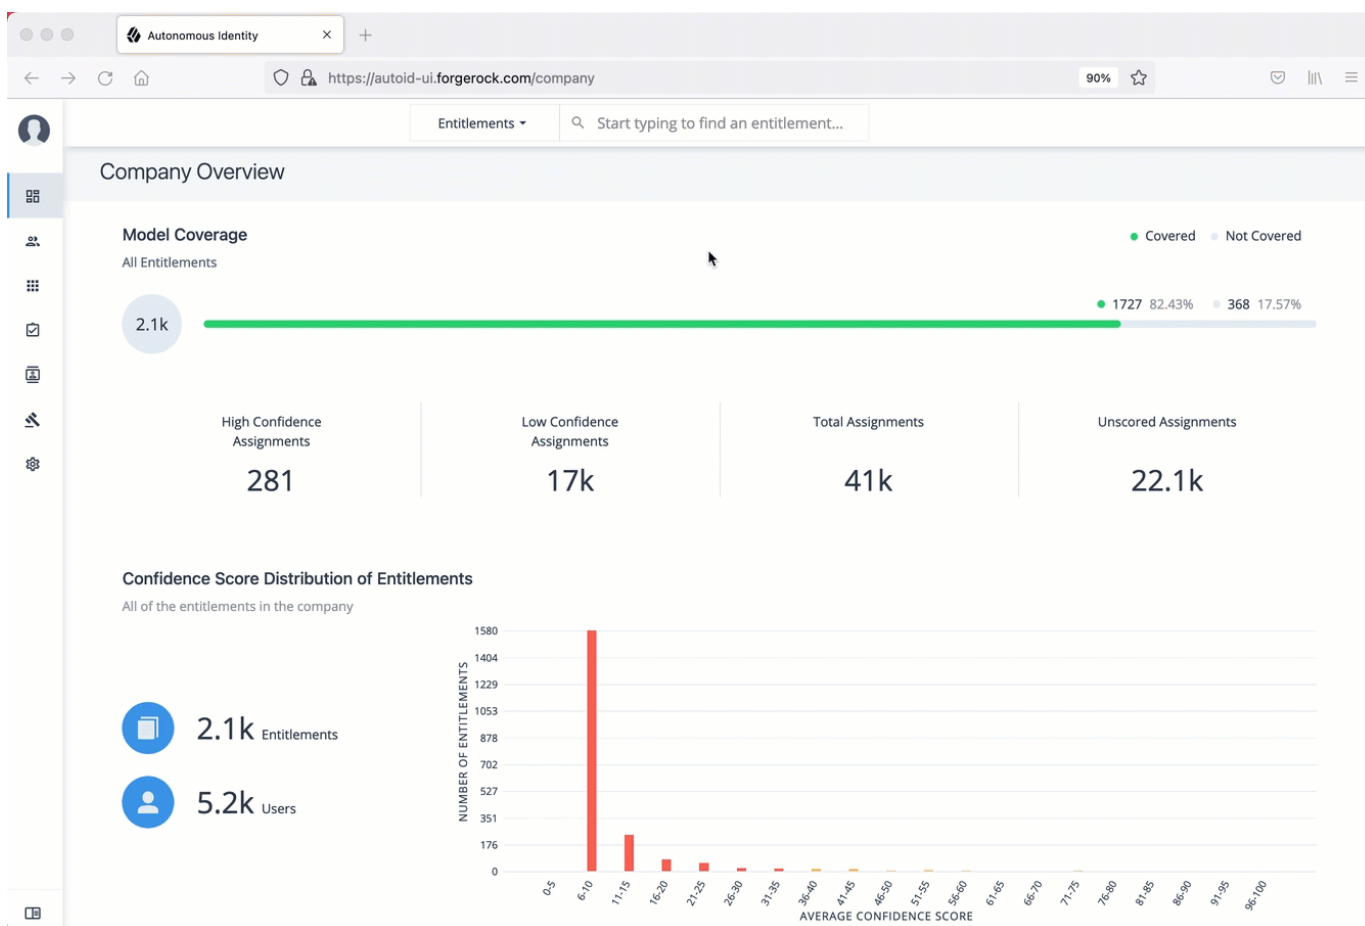 Autonomous Identity
https://autoid-ui.forgerock.com/company
90%
Entitlements
Start typing to find an entitlement...
Company Overview
Model Coverage
Covered
Not Covered
All Entitlements
1727 82.43%
368 17.57%
2.1k
High Confidence
Assignments
281
Low Confidence
Assignments
17k
Total Assignments
41k
Unscored Assignments
22.1k
Confidence Score Distribution of Entitlements
All of the entitlements in the company
2.1k Entitlements
5.2k Users
NUMBER OF ENTITLEMENTS
1580
1404
1229
1053
878
702
527
351
176
0
0-5
6-10
11-15
16-20
21-25
26-30
31-35
36-40
41-45
46-50
51-55
56-60
61-65
66-70
71-75
76-80
81-85
86-90
91-95
96-100
AVERAGE CONFIDENCE SCORE